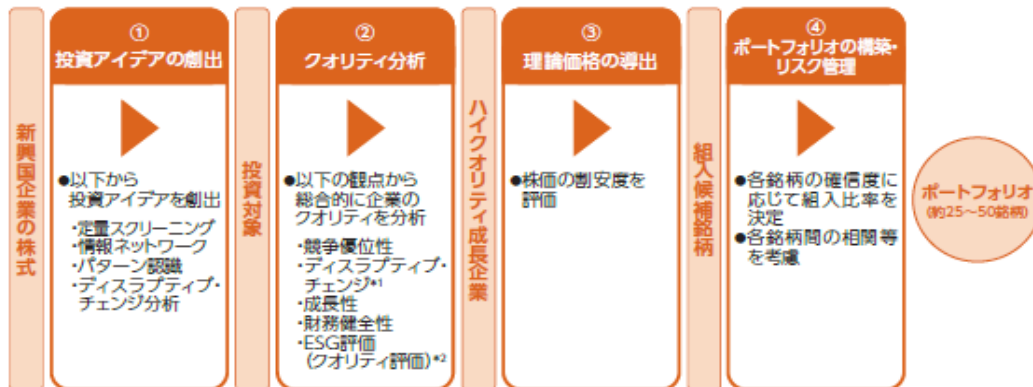 新興国企業の株式
①
投資アイデアの創出
●以下から
投資アイデアを創出
・定量スクリーニング
・情報ネットワーク
・パターン認識
・ディスラプティブ・
チェンジ分析
投資対象
②
クオリティ分析
●以下の観点から
総合的に企業の
クオリティを分析
・競争優位性
・ディスラプティブ・
チェンジ*1
・成長性
・財務健全性
・ESG評価
（クオリティ評価）*2
ハイクオリティ成長企業
③
理論価格の導出
●株価の割安度を
評価
組入候補銘柄
④
ポートフォリオの構築・
リスク管理
●各銘柄の確信度に
応じて組入比率を
決定
●各銘柄間の相関等
を考慮
ポートフォリオ
(約25～50銘柄)